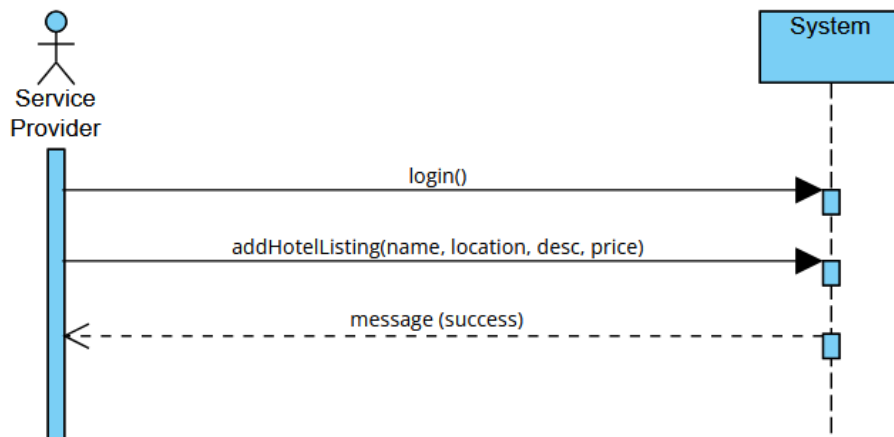 System
Service
Provider
login()
addHotelListing(name, location, desc, price)
message (success)